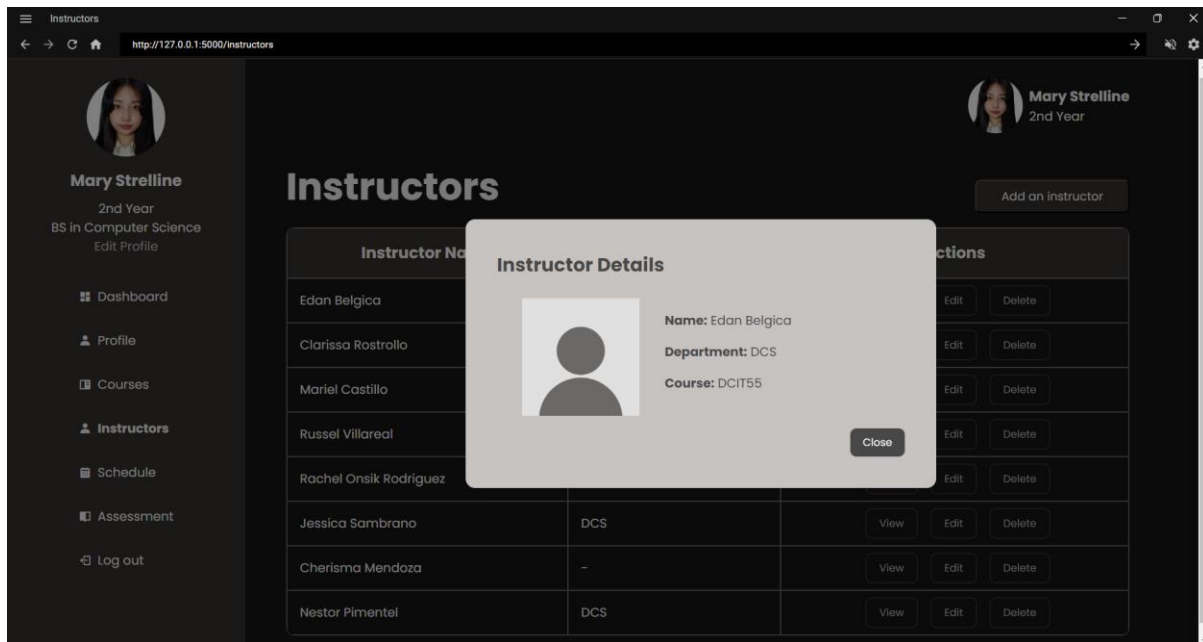 Instructors
http://127.0.0.1:5000/instructors
Mary Strelline
2nd Year
BS in Computer Science
Edit Profile
Dashboard
Profile
Courses
Instructors
Schedule
Assessment
Log out
Mary Strelline
2nd Year
Instructors
Add an instructor
Instructor Na
ctions
Edan Belgica
Edit Delete
Clarissa Rostrollo
Edit Delete
Mariel Castillo
Edit Delete
Russel Villareal
Edit Delete
Rachel Onsik Rodriguez
Edit Delete
Jessica Sambrano DCS View Edit Delete
Cherisma Mendoza - View Edit Delete
Nestor Pimentel DCS View Edit Delete
Instructor Details
Name: Edan Belgica
Department: DCS
Course: DCIT55
Close